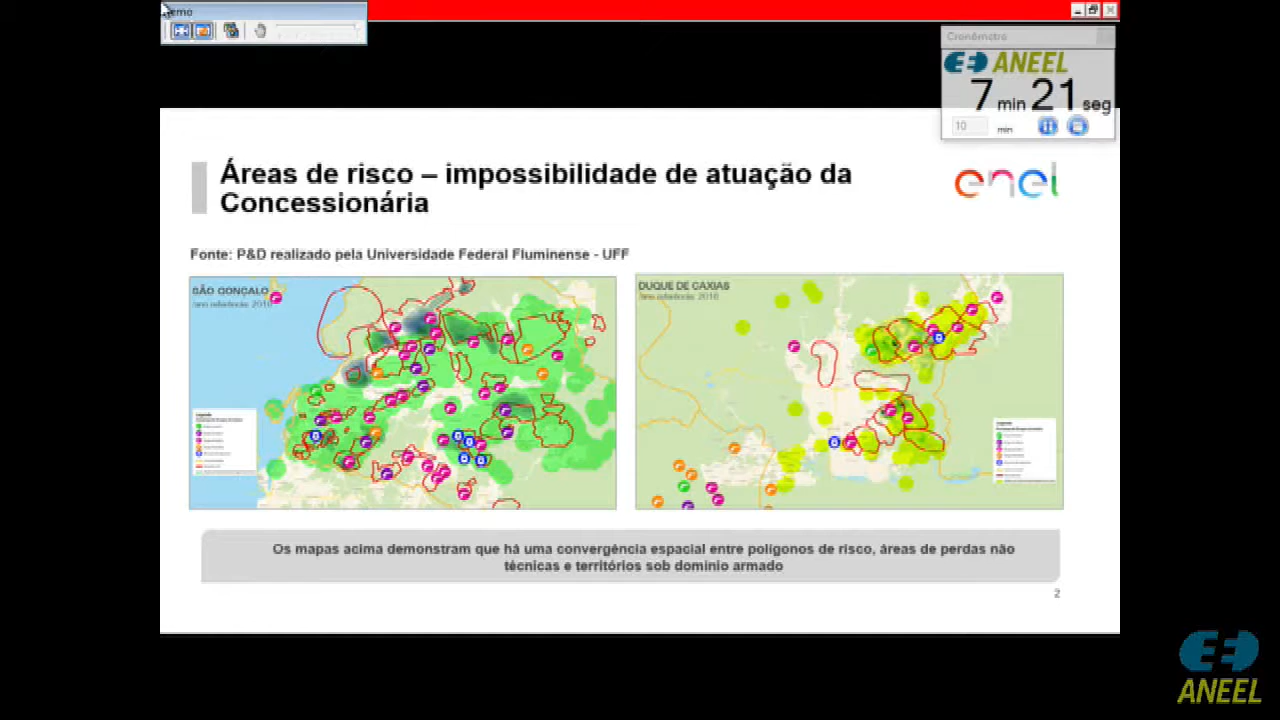 emo
Cronômetro
ANEEL
7 min 21 seg
10 min
Áreas de risco – impossibilidade de atuação da
Concessionária
enel
Fonte: P&D realizado pela Universidade Federal Fluminense - UFF
SÃO GONÇALO
DUQUE DE CAXIAS
Os mapas acima demonstram que há uma convergência espacial entre polígonos de risco, áreas de perdas não
técnicas e territórios sob domínio armado
2
ANEEL